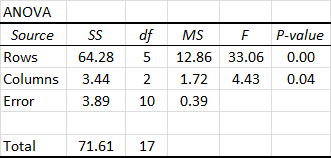 ANOVA
Source SS df MS F P-value
Rows 64.28 5 12.86 33.06 0.00
Columns 3.44 2 1.72 4.43 0.04
Error 3.89 10 0.39
Total 71.61 17